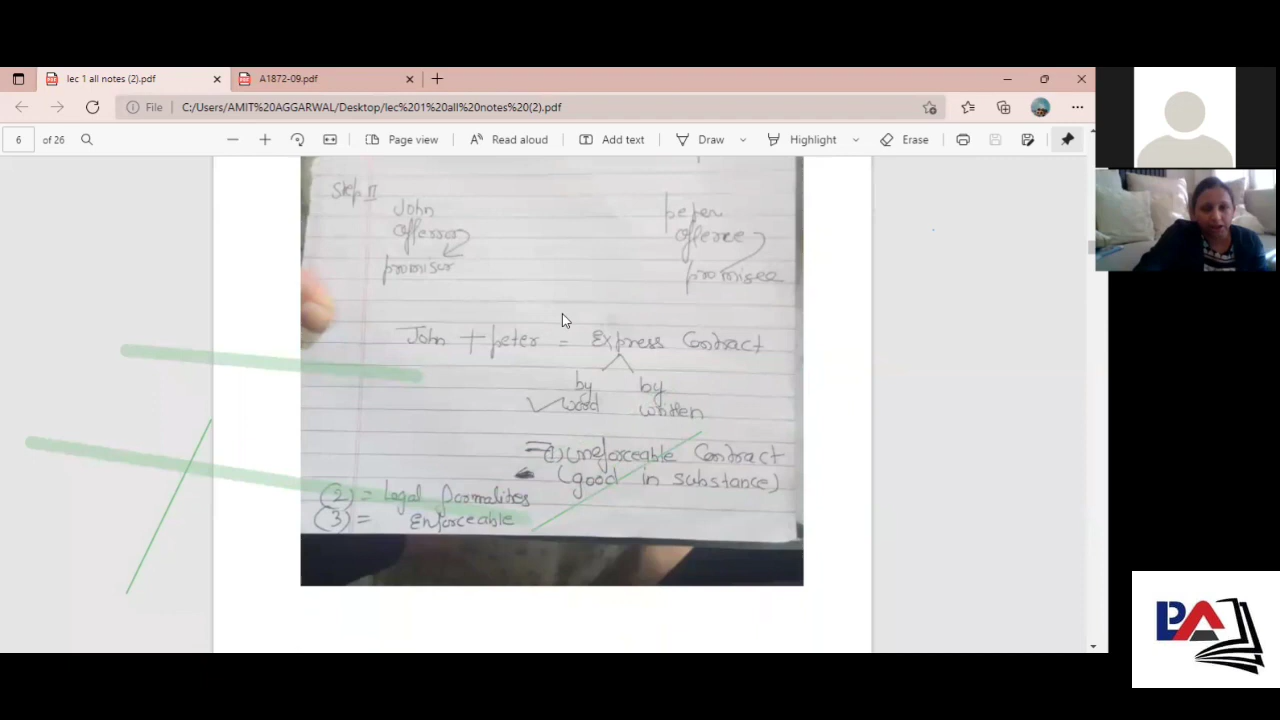 lec 1 all notes (2).pdf
A1872-09.pdf
File C:/Users/AMIT%20AGGARWAL/Desktop/lec%201%20all%20notes%20(2).pdf
6 of 26 Page view Read aloud Add text Draw Highlight Erase
Step II
John peter
offeror offeree
promisor promisee
John + peter = Express Contract
by by
word written
= (1) Uneforceable Contract
(good in substance)
(2) = Legal formalites
(3) = Enforceable